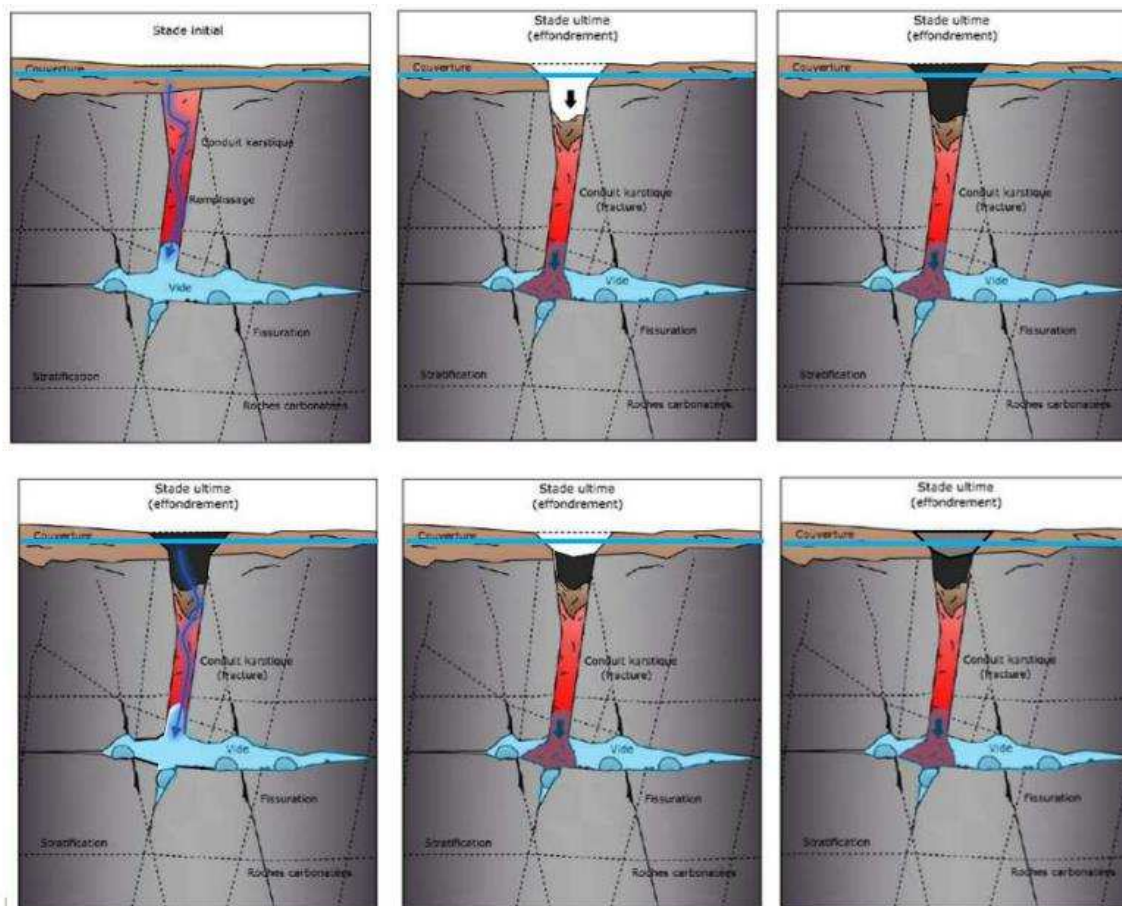 Stade initial
Couverture
Conduit karstique
Remplissage
Vide
Fissuration
Stratification
Roches carbonatées
Stade ultime
(effondrement)
Couverture
Conduit karstique
(fracture)
Vide
Fissuration
Stratification
Roches carbonatées
Stade ultime
(effondrement)
Couverture
Conduit karstique
(fracture)
Vide
Fissuration
Stratification
Roches carbonatées
Stade ultime
(effondrement)
Couverture
Conduit karstique
(fracture)
Vide
Fissuration
Stratification
Roches carbonatées
Stade ultime
(effondrement)
Couverture
Conduit karstique
(fracture)
Vide
Fissuration
Stratification
Roches carbonatées
Stade ultime
(effondrement)
Couverture
Conduit karstique
(fracture)
Vide
Fissuration
Stratification
Roches carbonatées